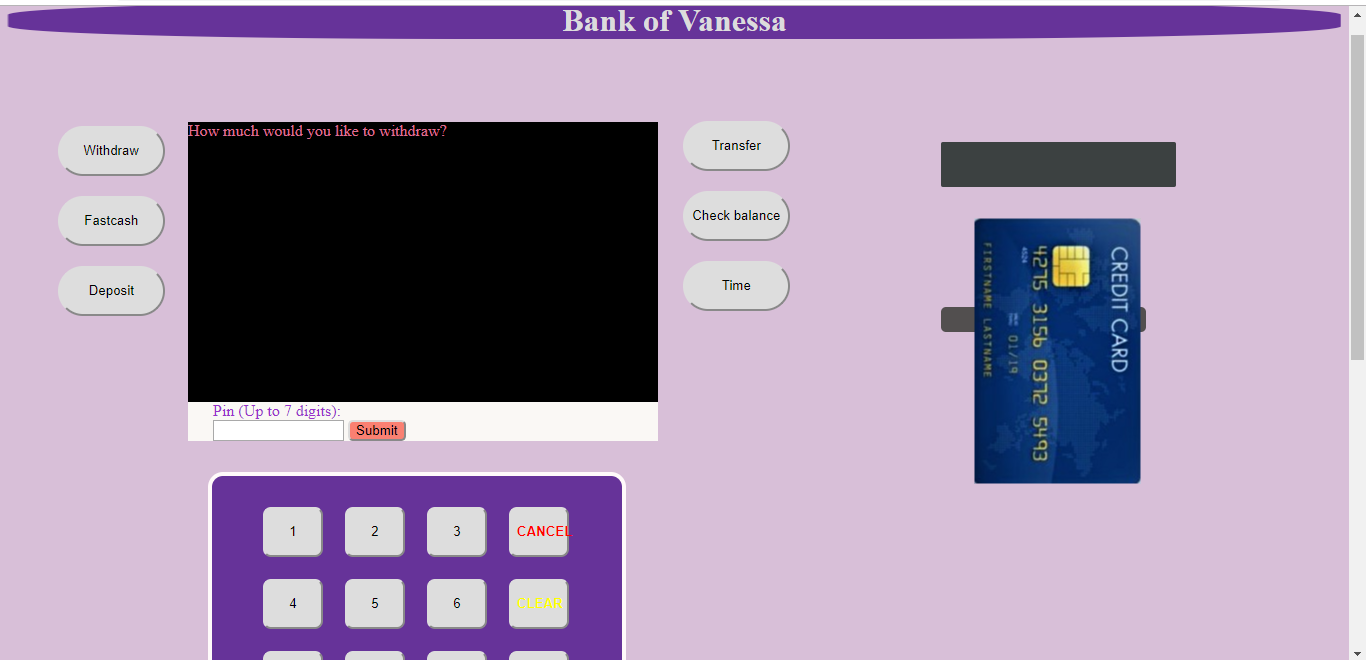 Bank of Vanessa
Withdraw
Fastcash
Deposit
How much would you like to withdraw?
Pin (Up to 7 digits):
Submit
Transfer
Check balance
Time
CREDIT CARD
4275 3156 0372 5493
01/19
FIRSTNAME LASTNAME
1 2 3 CANCEL
4 5 6 CLEAR